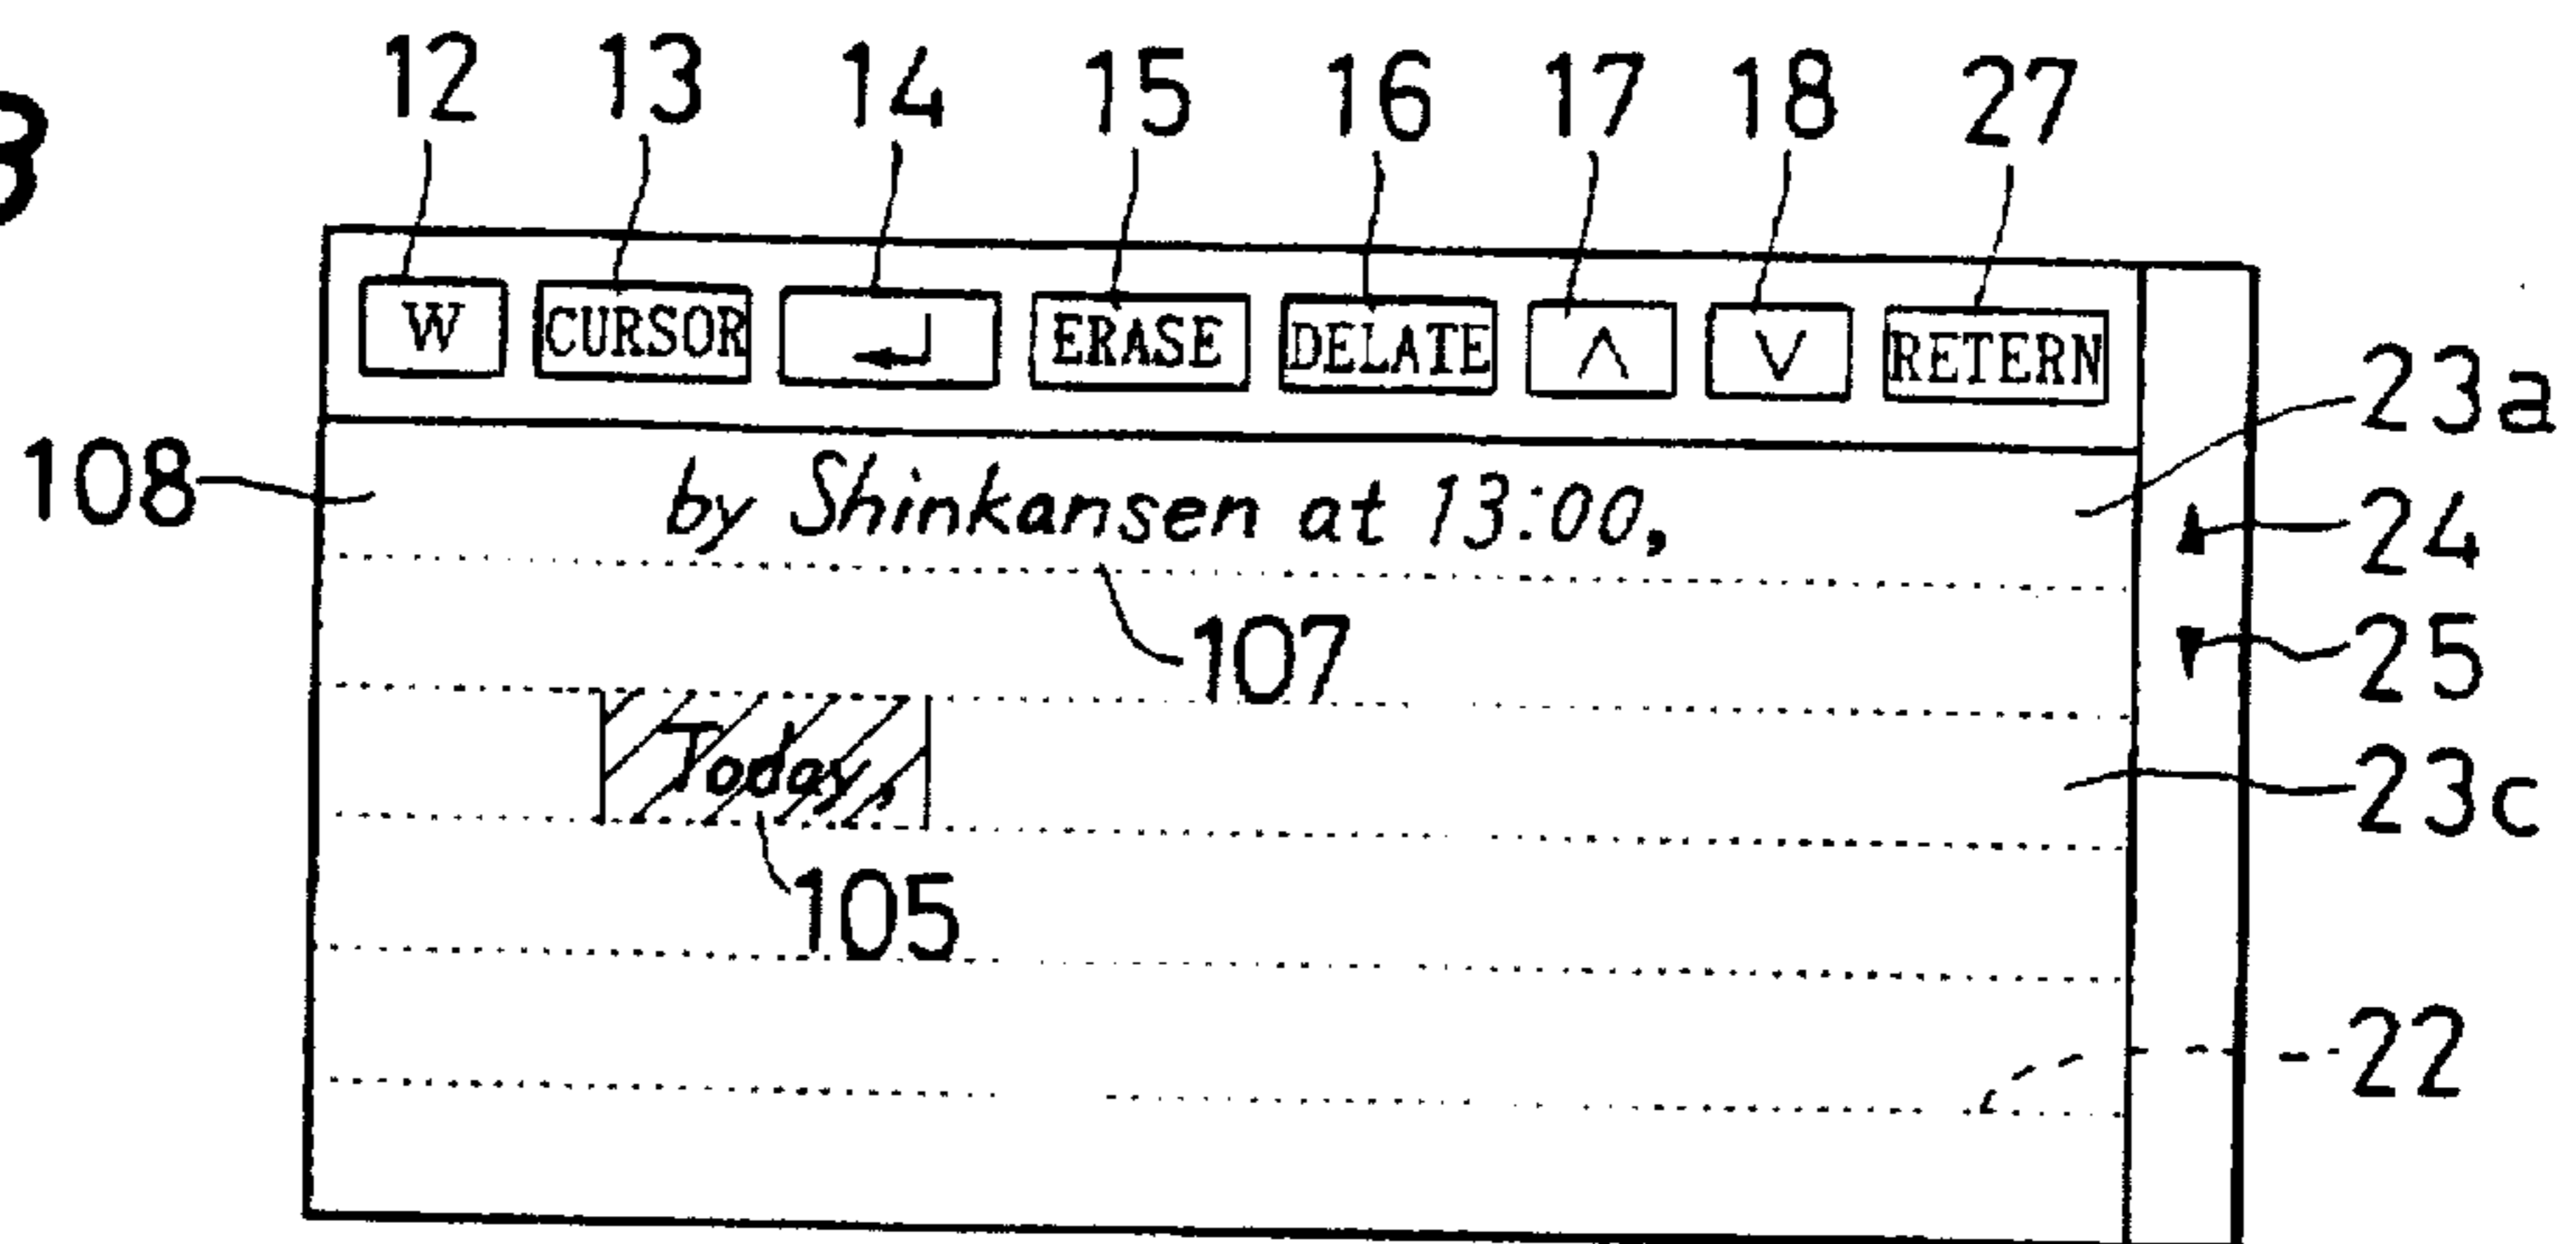 12 13 14 15 16 17 18 27
W CURSOR ERASE DELATE ∧ ∨ RETERN
23a
108 by Shinkansen at 13:00, 24
107 25
Today, 23c
105
22